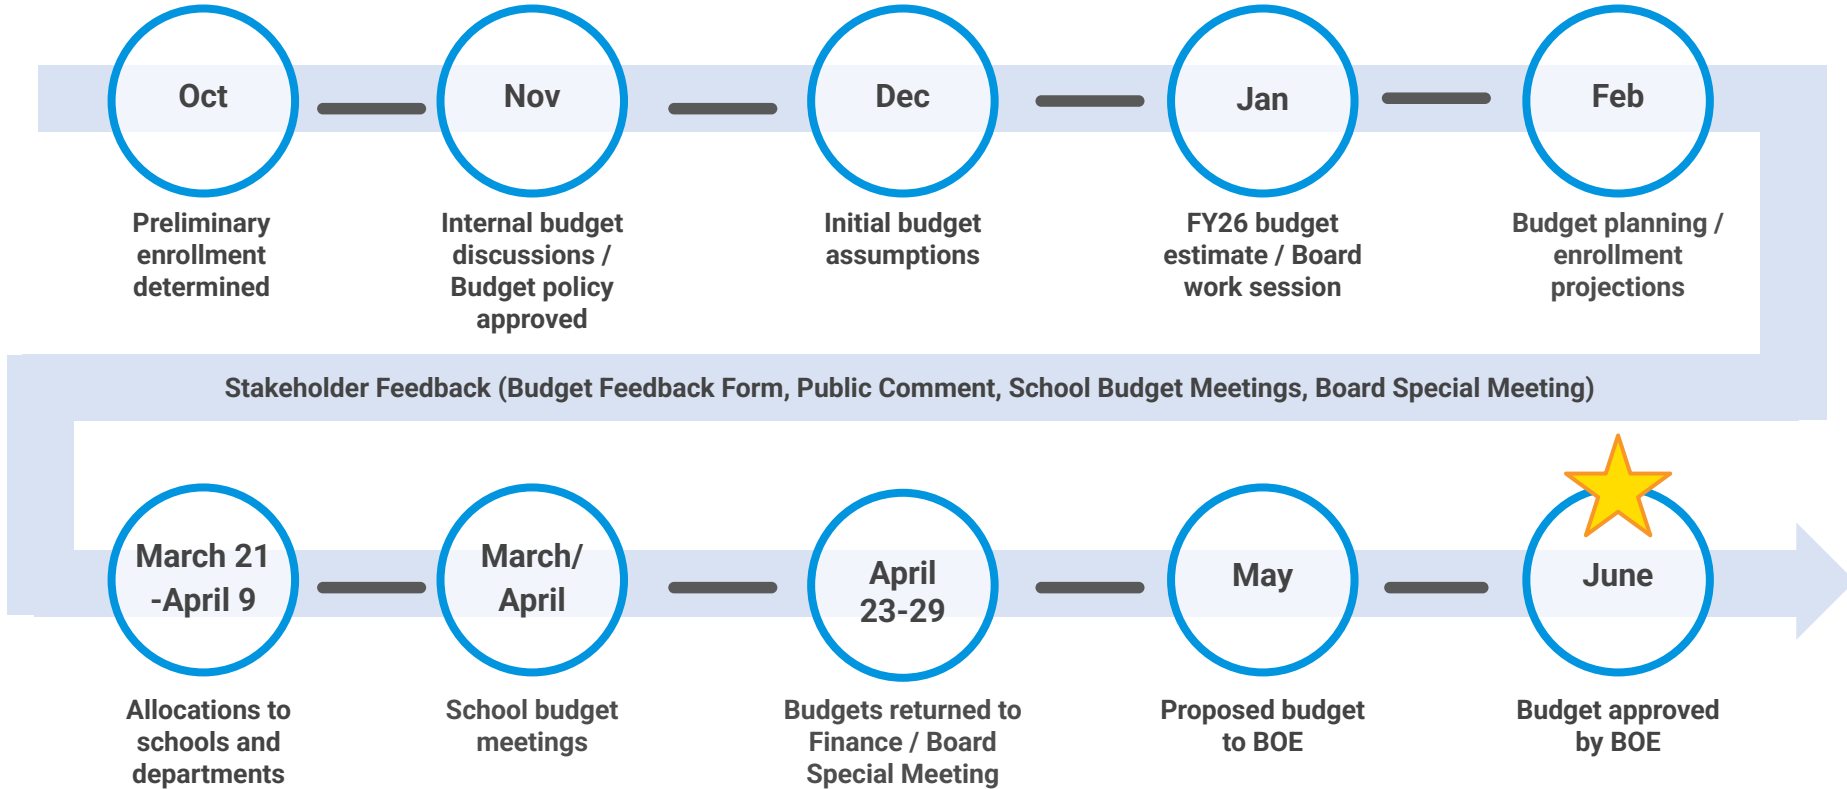 Oct
Nov
Dec
Jan
Feb
Preliminary
enrollment
determined
Internal budget
discussions /
Budget policy
approved
Initial budget
assumptions
FY26 budget
estimate / Board
work session
Budget planning /
enrollment
projections
Stakeholder Feedback (Budget Feedback Form, Public Comment, School Budget Meetings, Board Special Meeting)
March 21
-April 9
March/
April
April
23-29
May
June
Allocations to
schools and
departments
School budget
meetings
Budgets returned to
Finance / Board
Special Meeting
Proposed budget
to BOE
Budget approved
by BOE